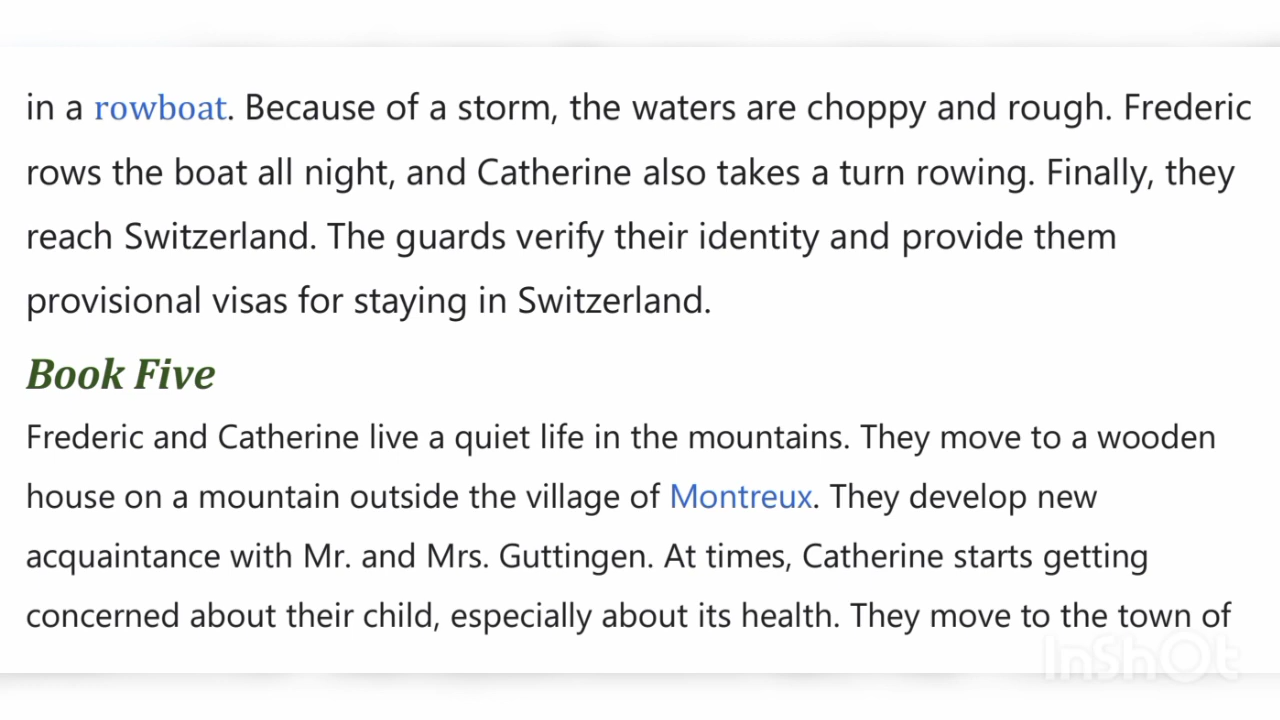 in a rowboat. Because of a storm, the waters are choppy and rough. Frederic
rows the boat all night, and Catherine also takes a turn rowing. Finally, they
reach Switzerland. The guards verify their identity and provide them
provisional visas for staying in Switzerland.
Book Five
Frederic and Catherine live a quiet life in the mountains. They move to a wooden
house on a mountain outside the village of Montreux. They develop new
acquaintance with Mr. and Mrs. Guttingen. At times, Catherine starts getting
concerned about their child, especially about its health. They move to the town of
InShOt